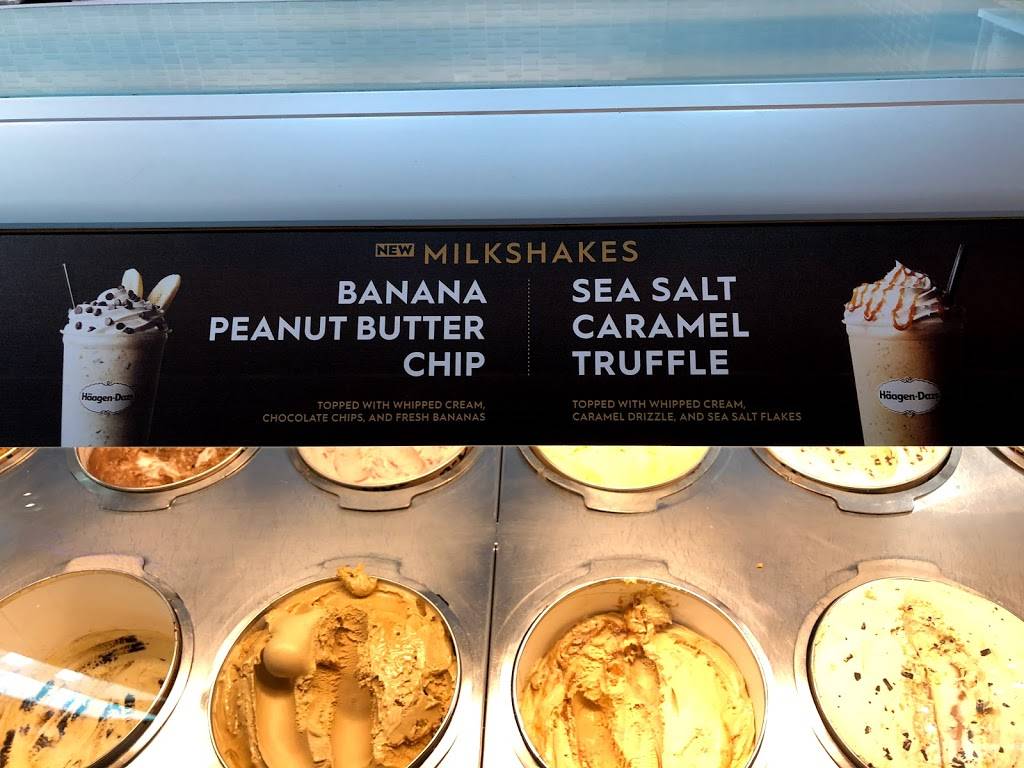 NEW MILKSHAKES
BANANA
PEANUT BUTTER
CHIP
TOPPED WITH WHIPPED CREAM,
CHOCOLATE CHIPS, AND FRESH BANANAS
SEA SALT
CARAMEL
TRUFFLE
TOPPED WITH WHIPPED CREAM,
CARAMEL DRIZZLE, AND SEA SALT FLAKES
Häagen-Dazs
Häagen-Dazs